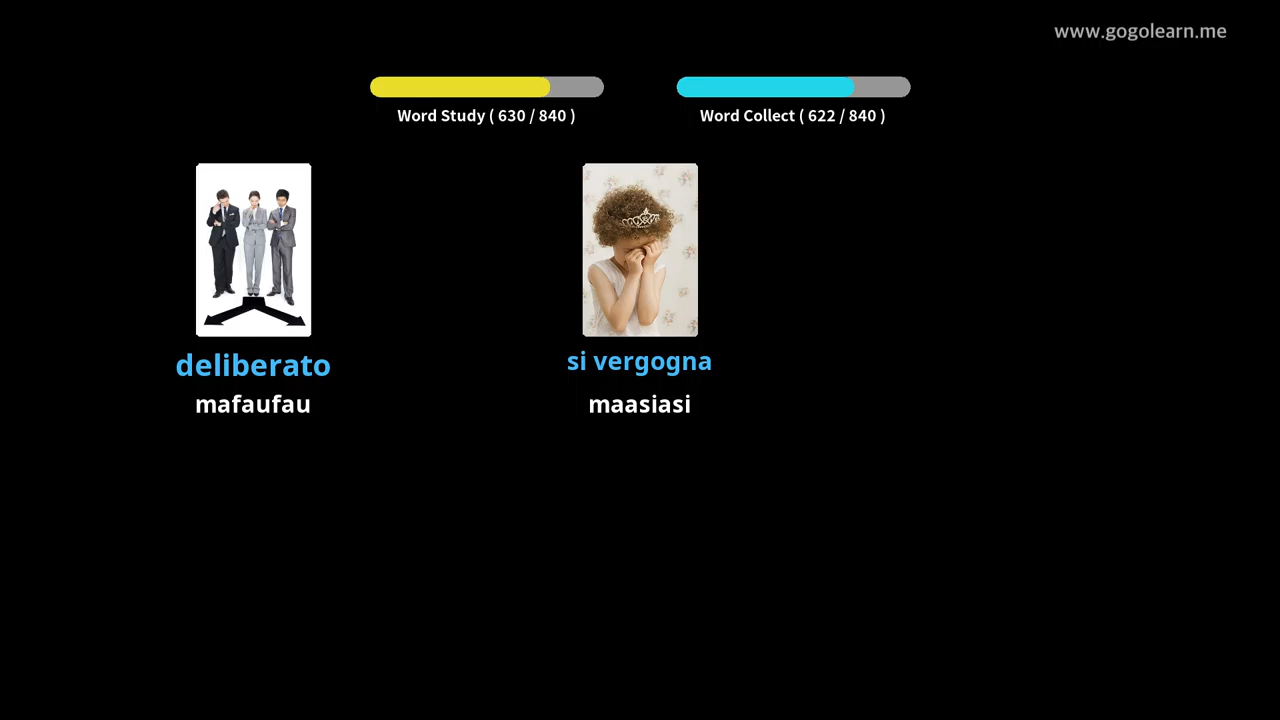 www.gogolearn.me
Word Study ( 630 / 840 )
Word Collect ( 622 / 840 )
deliberato
si vergogna
mafaufau
maasiasi